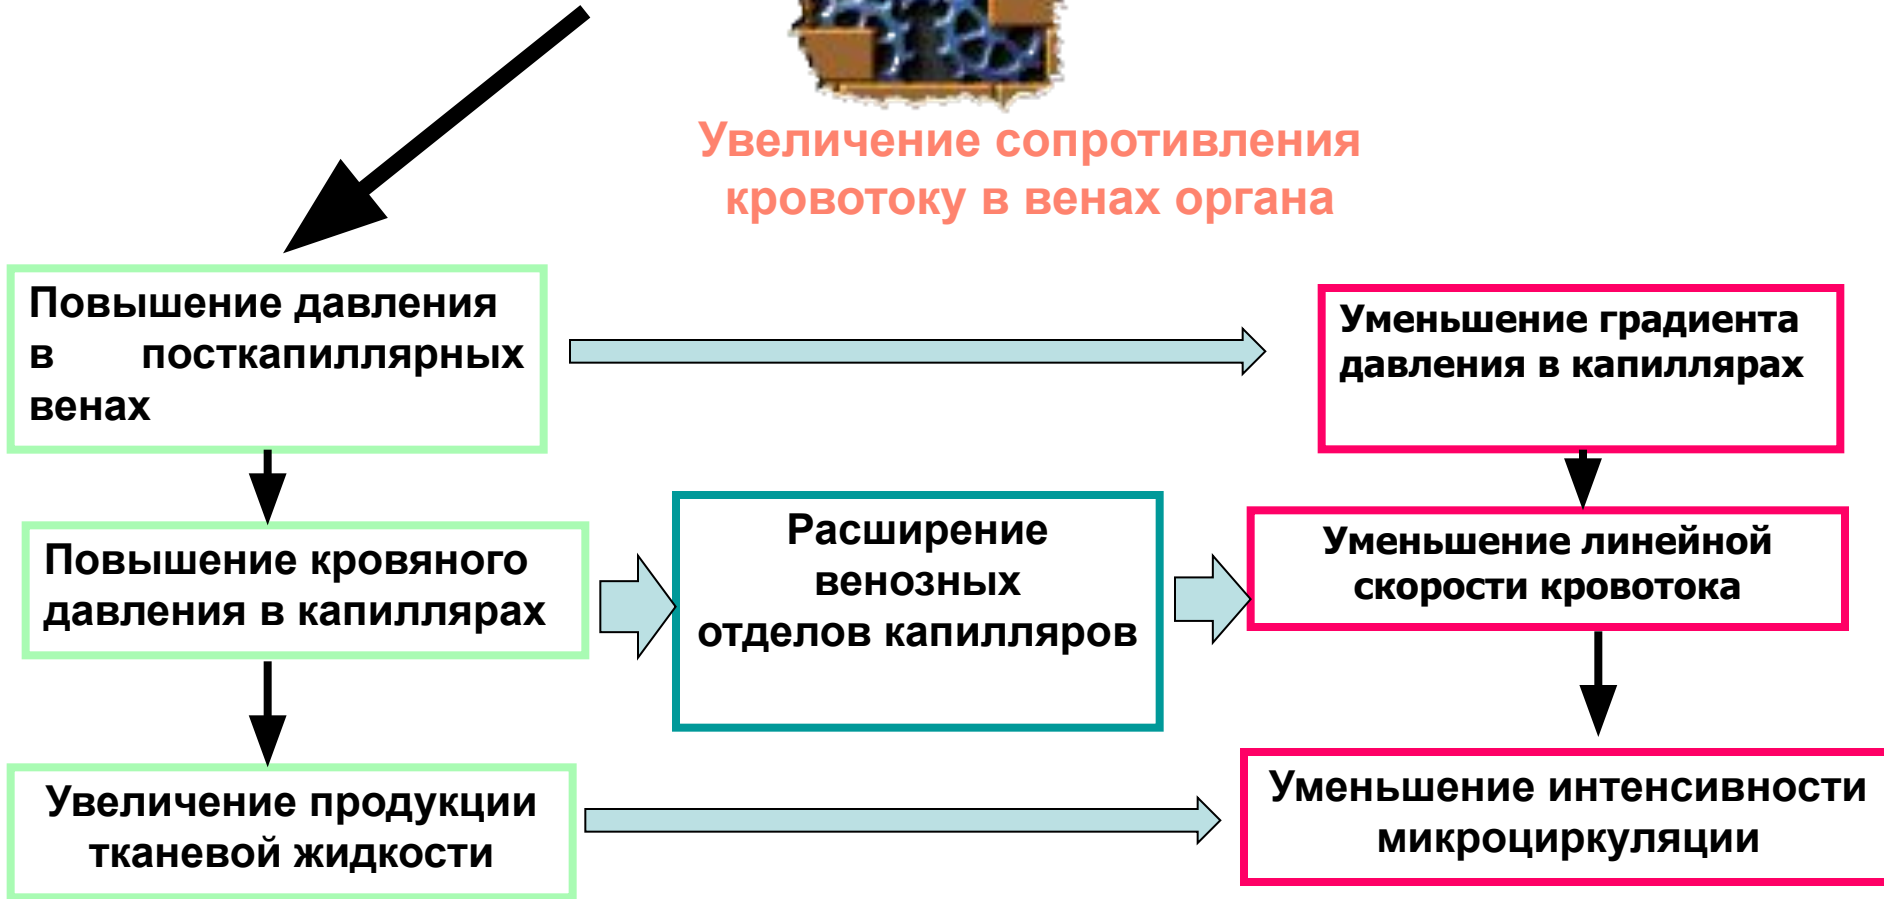 Увеличение сопротивления
кровотоку в венах органа
Повышение давления
в посткапиллярных
венах
Уменьшение градиента
давления в капиллярах
Повышение кровяного
давления в капиллярах
Расширение
венозных
отделов капилляров
Уменьшение линейной
скорости кровотока
Увеличение продукции
тканевой жидкости
Уменьшение интенсивности
микроциркуляции